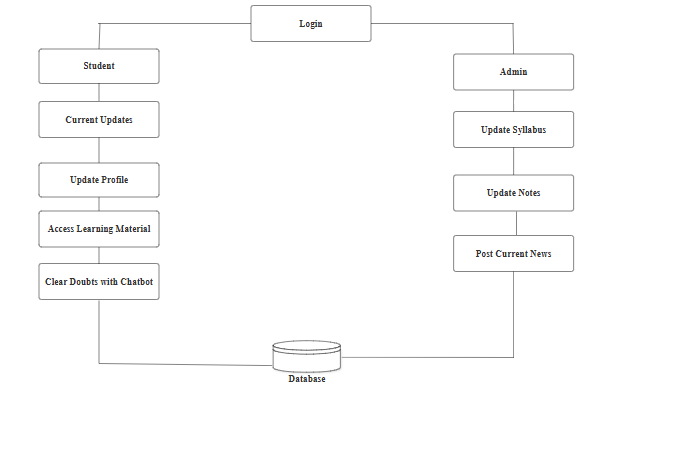 Login
Student
Current Updates
Update Profile
Access Learning Material
Clear Doubts with Chatbot
Admin
Update Syllabus
Update Notes
Post Current News
Database